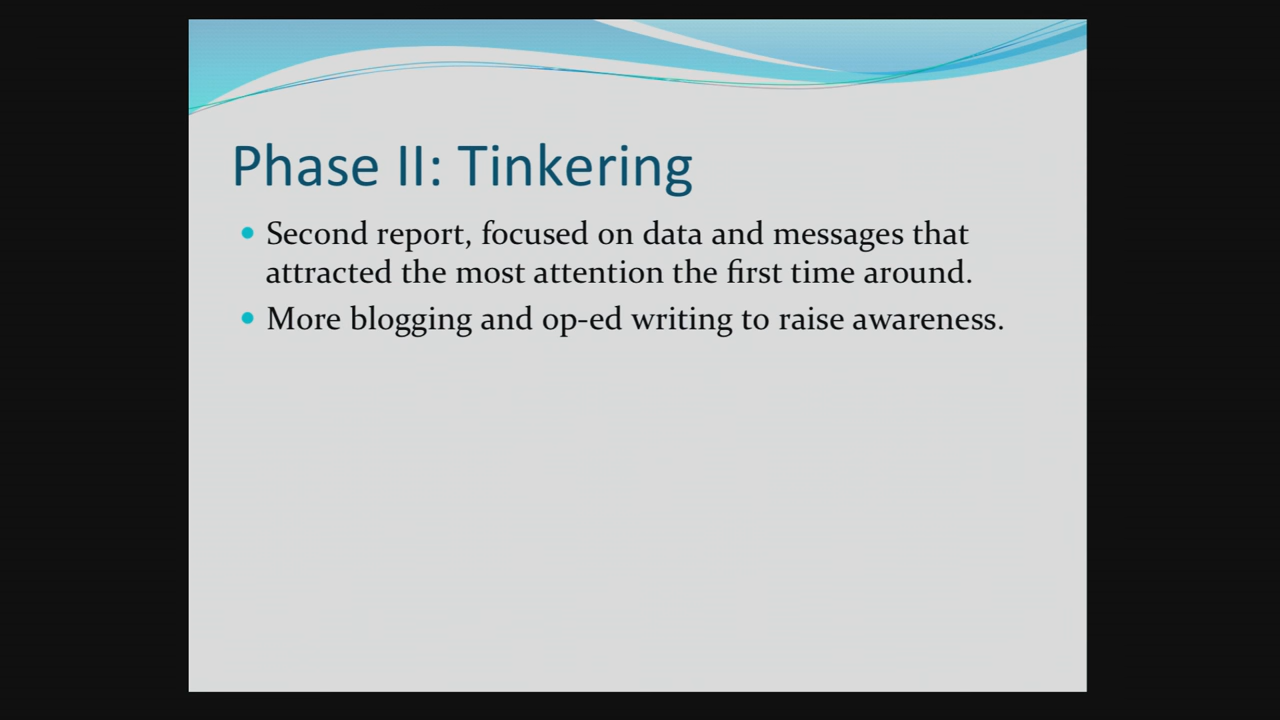 Phase II: Tinkering
• Second report, focused on data and messages that
attracted the most attention the first time around.
• More blogging and op-ed writing to raise awareness.